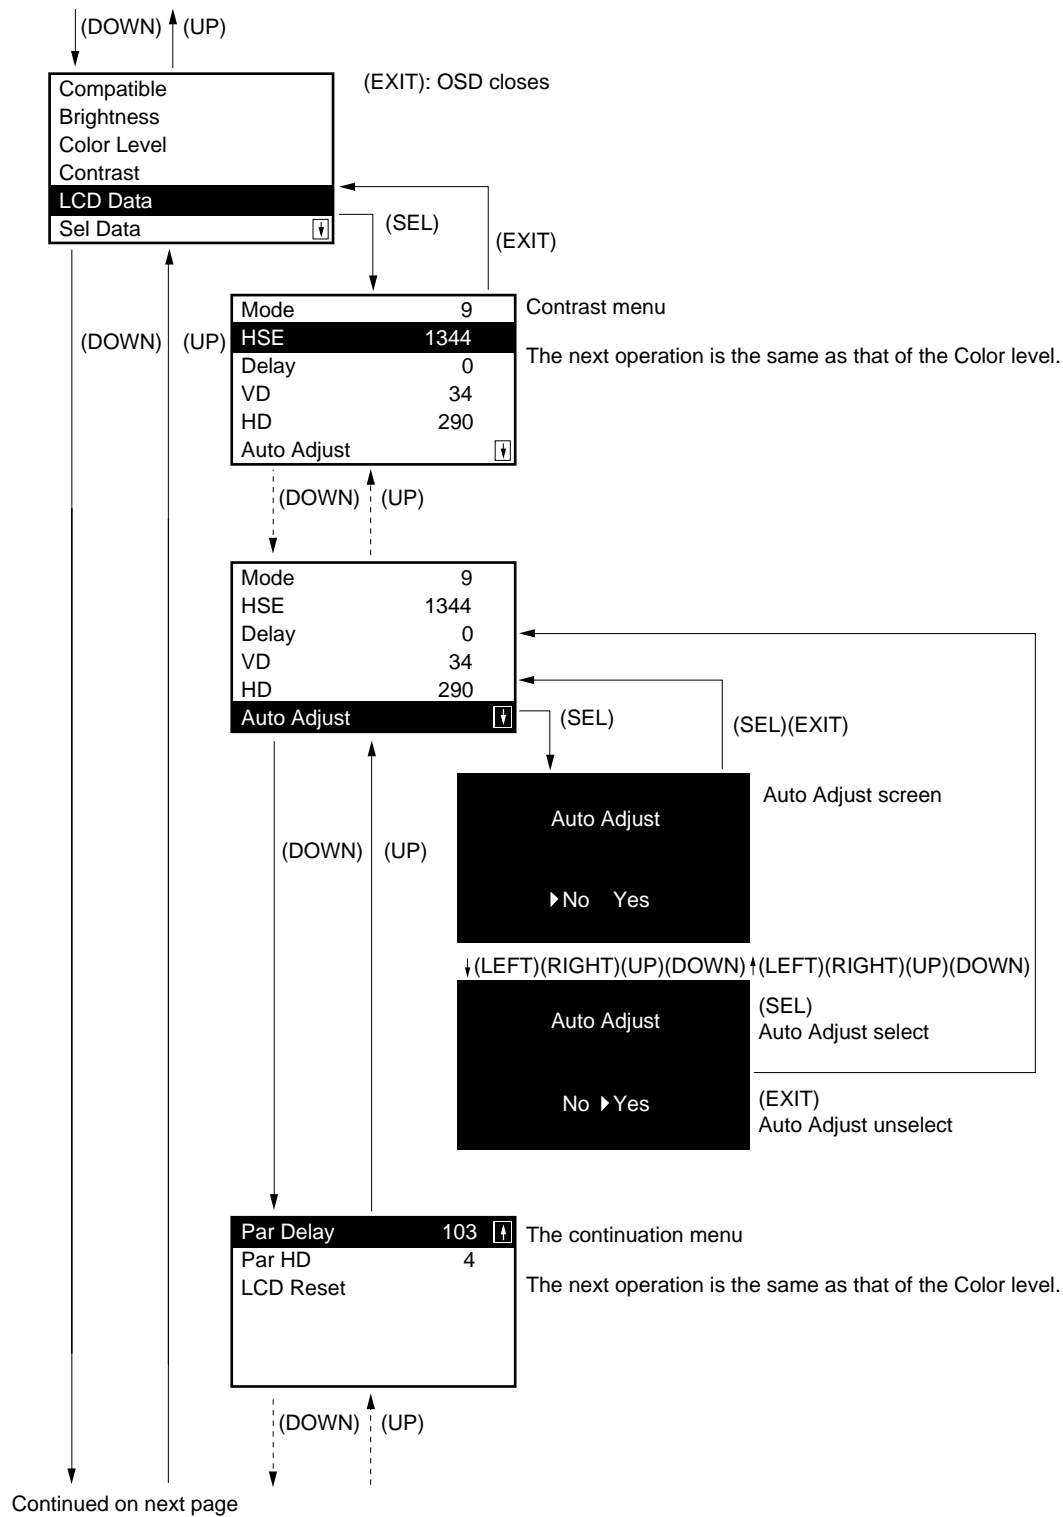 (DOWN) (UP)
(EXIT): OSD closes
Compatible
Brightness
Color Level
Contrast
LCD Data
Sel Data
(SEL)
(EXIT)
(DOWN) (UP)
Mode 9
HSE 1344
Delay 0
VD 34
HD 290
Auto Adjust
Contrast menu
The next operation is the same as that of the Color level.
(DOWN) (UP)
Mode 9
HSE 1344
Delay 0
VD 34
HD 290
Auto Adjust
(SEL)
(SEL)(EXIT)
(DOWN) (UP)
Auto Adjust
No Yes
Auto Adjust screen
(LEFT)(RIGHT)(UP)(DOWN) (LEFT)(RIGHT)(UP)(DOWN)
Auto Adjust
No Yes
(SEL)
Auto Adjust select
(EXIT)
Auto Adjust unselect
Par Delay 103
Par HD 4
LCD Reset
The continuation menu
The next operation is the same as that of the Color level.
(DOWN) (UP)
Continued on next page